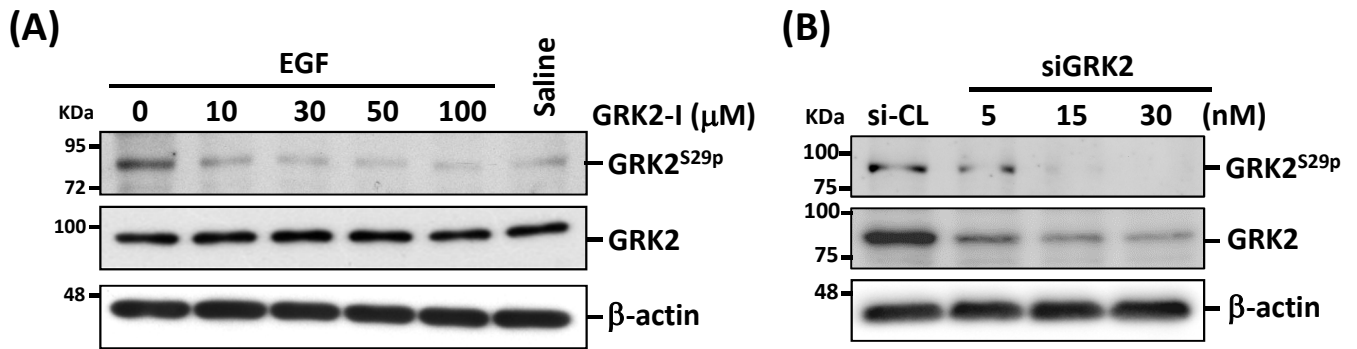 (A)
EGF
Saline
KDa 0 10 30 50 100 GRK2-I (μM)
95
72
GRK2S29p
100
GRK2
48
β-actin
(B)
siGRK2
KDa si-CL 5 15 30 (nM)
100
75
GRK2S29p
100
75
GRK2
48
β-actin